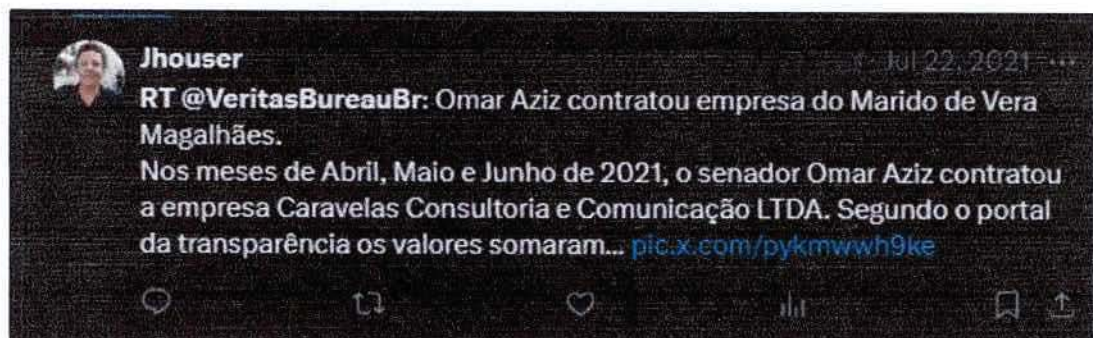 Jhouser
Jul 22, 2021 ...
RT @VeritasBureauBr: Omar Aziz contratou empresa do Marido de Vera
Magalhães.
Nos meses de Abril, Maio e Junho de 2021, o senador Omar Aziz contratou
a empresa Caravelas Consultoria e Comunicação LTDA. Segundo o portal
da transparência os valores somaram... pic.x.com/pykmwwh9ke